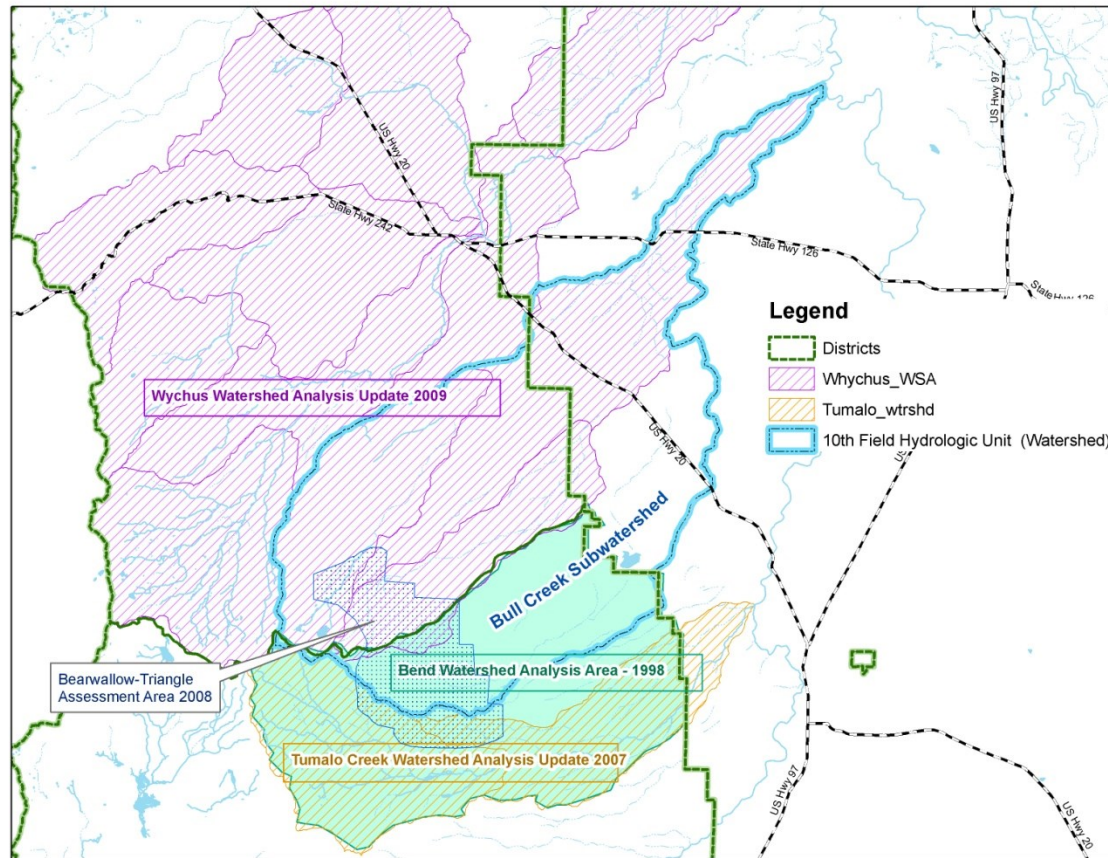 US Hwy 20
US Hwy 97
State Hwy 242
State Hwy 126
State Hwy 126
Legend
Districts
Whychus_WSA
Tumalo_wtrshd
10th Field Hydrologic Unit (Watershed)
Wychus Watershed Analysis Update 2009
US Hwy 20
US
Bull Creek Subwatershed
Bearwallow-Triangle
Assessment Area 2008
Bend Watershed Analysis Area - 1998
Tumalo Creek Watershed Analysis Update 2007
US Hwy 97
US Hwy 20